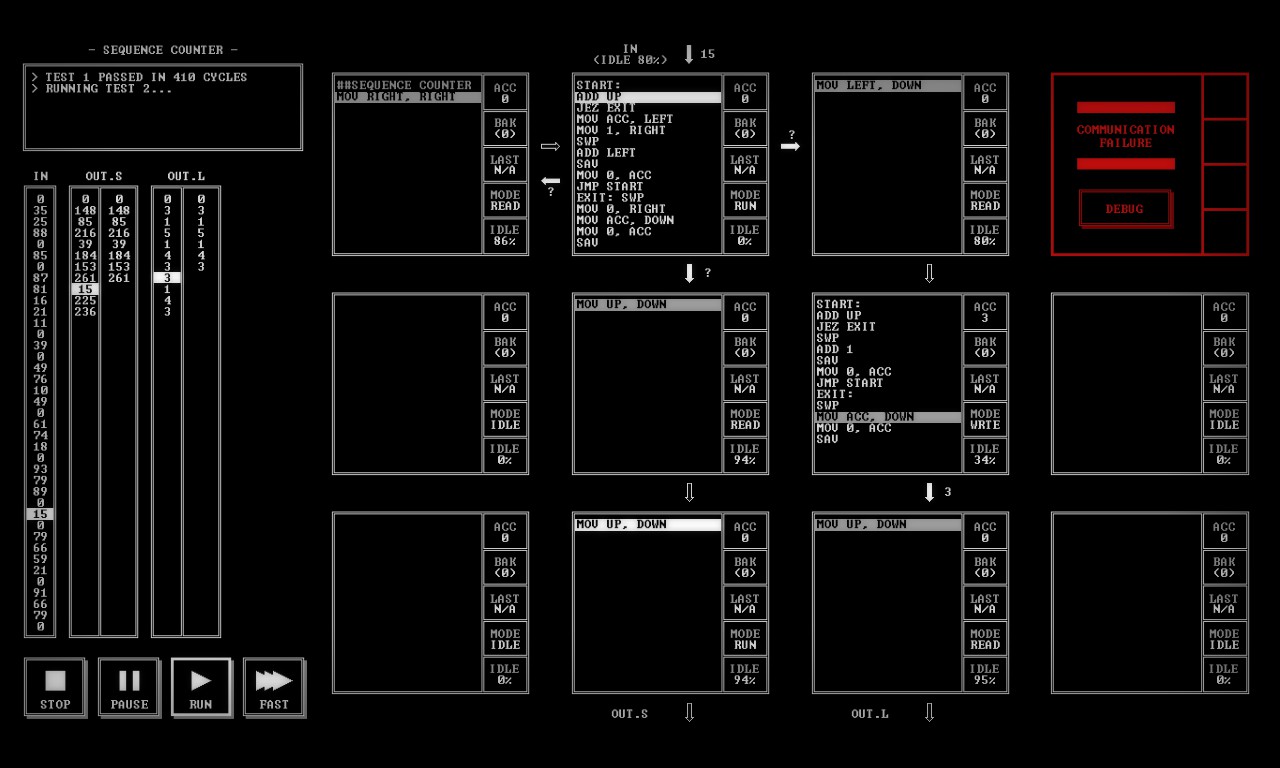 - SEQUENCE COUNTER -
> TEST 1 PASSED IN 410 CYCLES
> RUNNING TEST 2...
IN OUT.S OUT.L
0 0 0 0 0
35 148 148 3 3
25 85 85 1 1
88 216 216 5 5
0 39 39 1 1
85 184 184 4 4
0 153 153 3 3
87 261 261 3
81 15 1
16 225 4
21 236 3
11
0
39
0
49
76
10
49
0
61
74
18
0
93
79
89
0
15
0
79
66
59
21
0
91
66
79
0
STOP
PAUSE
RUN
FAST
IN
(IDLE 80%)
15
##SEQUENCE COUNTER
MOV RIGHT, RIGHT
ACC
0
BAK
(0)
LAST
N/A
MODE
READ
IDLE
86%
?
START:
ADD UP
JEZ EXIT
MOV ACC, LEFT
MOV 1, RIGHT
SWP
ADD LEFT
SAV
MOV 0, ACC
JMP START
EXIT: SWP
MOV 0, RIGHT
MOV ACC, DOWN
MOV 0, ACC
SAV
ACC
0
BAK
(0)
LAST
N/A
MODE
RUN
IDLE
0%
?
MOV LEFT, DOWN
ACC
0
BAK
(0)
LAST
N/A
MODE
READ
IDLE
80%
COMMUNICATION
FAILURE
DEBUG
?
ACC
0
BAK
(0)
LAST
N/A
MODE
IDLE
IDLE
0%
MOV UP, DOWN
ACC
0
BAK
(0)
LAST
N/A
MODE
READ
IDLE
94%
START:
ADD UP
JEZ EXIT
SWP
ADD 1
SAV
MOV 0, ACC
JMP START
EXIT:
SWP
MOV ACC, DOWN
MOV 0, ACC
SAV
ACC
3
BAK
(0)
LAST
N/A
MODE
WRTE
IDLE
34%
ACC
0
BAK
(0)
LAST
N/A
MODE
IDLE
IDLE
0%
3
ACC
0
BAK
(0)
LAST
N/A
MODE
IDLE
IDLE
0%
MOV UP, DOWN
ACC
0
BAK
(0)
LAST
N/A
MODE
RUN
IDLE
94%
MOV UP, DOWN
ACC
0
BAK
(0)
LAST
N/A
MODE
READ
IDLE
95%
ACC
0
BAK
(0)
LAST
N/A
MODE
IDLE
IDLE
0%
OUT.S
OUT.L